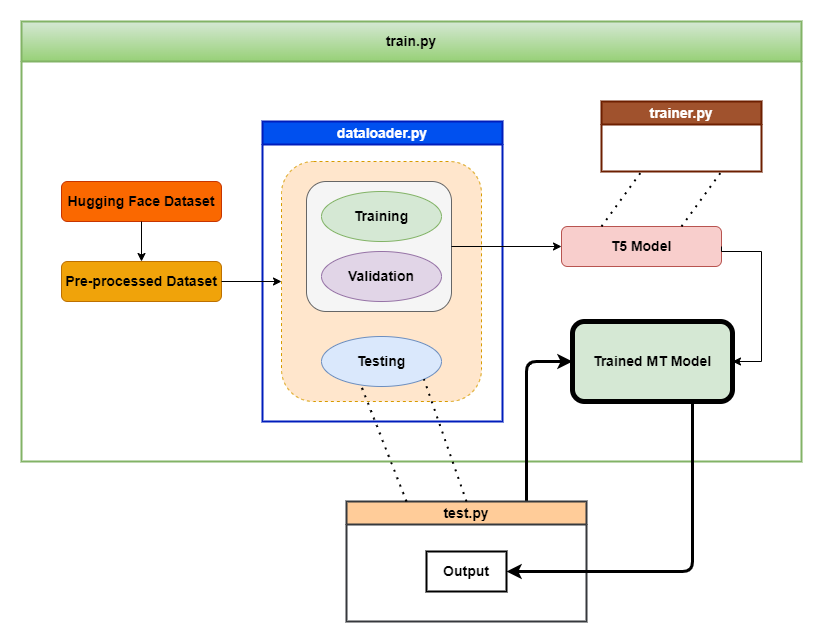 train.py
trainer.py
dataloader.py
Hugging Face Dataset
Training
T5 Model
Pre-processed Dataset
Validation
Testing
Trained MT Model
test.py
Output